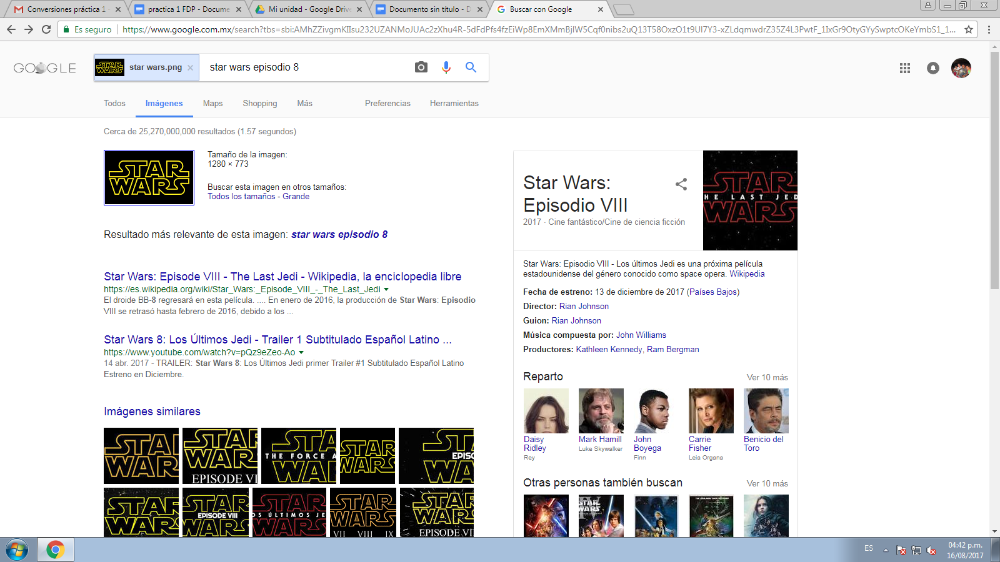 Conversiones práctica 1 -
practica 1 FDP - Docume
Mi unidad - Google Drive
Documento sin título - D
Buscar con Google
Es seguro
https://www.google.com.mx/search?tbs=sbi:AMhZZivgmKIIsu232UZANMoJUAc2zXhu4R-5dFdPfs4fzEiWp8EmXMmBjlW5Cqf0nibs2uQ13T58OxzO1t9UI7Y3-xZLdqmwdrZ35Z4L3PwtF_1IxGr9OtyGYySwptcOKeYmbS1_1...
GOOGLE
STAR WARS
star wars.png
star wars episodio 8
Todos
Imágenes
Maps
Shopping
Más
Preferencias
Herramientas
Cerca de 25,270,000,000 resultados (1.57 segundos)
STAR
WARS
Tamaño de la imagen:
1280 × 773
Buscar esta imagen en otros tamaños:
Todos los tamaños - Grande
Resultado más relevante de esta imagen: star wars episodio 8
Star Wars: Episode VIII - The Last Jedi - Wikipedia, la enciclopedia libre
https://es.wikipedia.org/wiki/Star_Wars:_Episode_VIII_-_The_Last_Jedi
El droide BB-8 regresará en esta película. .... En enero de 2016, la producción de Star Wars: Episodio
VIII se retrasó hasta febrero de 2016, debido a los ...
Star Wars 8: Los Últimos Jedi - Trailer 1 Subtitulado Español Latino ...
https://www.youtube.com/watch?v=pQz9eZeo-Ao
14 abr. 2017 - TRAILER: Star Wars 8: Los Últimos Jedi primer Trailer #1 Subtitulado Español Latino
Estreno en Diciembre.
Imágenes similares
STAR
WAR
STAR
WAR
EPISODE VI
STAR
THE FORCE A
WA
STAR
WARS
STA
EPIS
WA
STAR
WARS
STAR
EPISODE VIII
WARS
STAR
OS ÚLTIMOS JE
WARS
STAR
WARS
VII VIII IX
STAR
WARS
EPISODE VII
Star Wars:
Episodio VIII
2017 · Cine fantástico/Cine de ciencia ficción
STAR
HE LAST JED
WARS
Star Wars: Episodio VIII - Los últimos Jedi es una próxima película
estadounidense del género conocido como space opera. Wikipedia
Fecha de estreno: 13 de diciembre de 2017 (Países Bajos)
Director: Rian Johnson
Guion: Rian Johnson
Música compuesta por: John Williams
Productores: Kathleen Kennedy, Ram Bergman
Reparto
Ver 10 más
Daisy
Ridley
Rey
Mark Hamill
Luke Skywalker
John
Boyega
Finn
Carrie
Fisher
Leia Organa
Benicio del
Toro
Otras personas también buscan
Ver 10 más
STAR
WARS
IV
ES
04:42 p.m.
16/08/2017